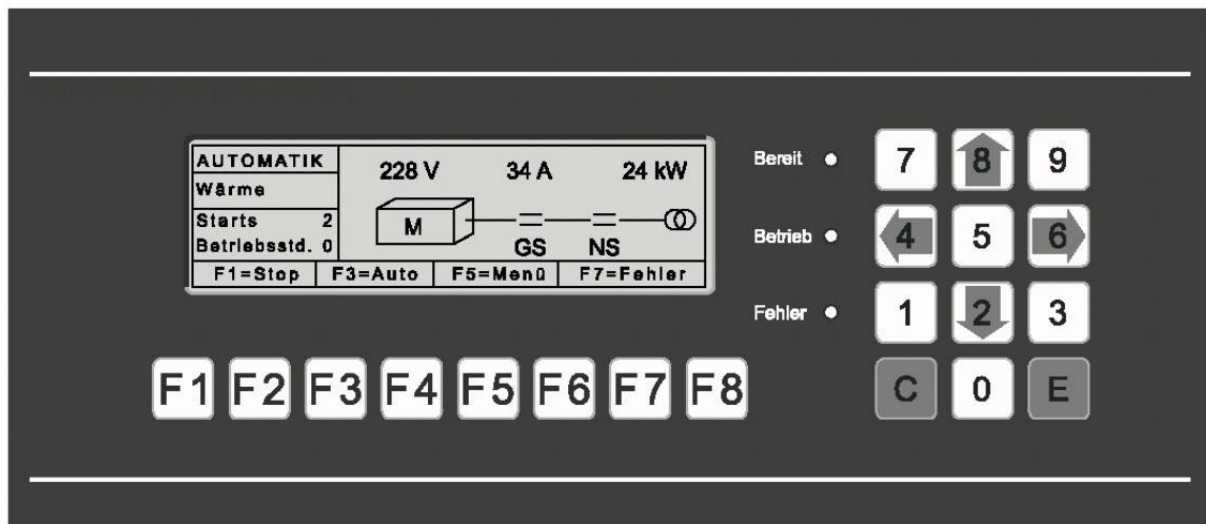 AUTOMATIK
Wärme
Starts 2
Betriebsstd. 0
228 V 34 A 24 kW
M
GS NS
F1=Stop F3=Auto F5=Menü F7=Fehler
Bereit
Betrieb
Fehler
7 8 9
4 5 6
1 2 3
C 0 E
F1 F2 F3 F4 F5 F6 F7 F8